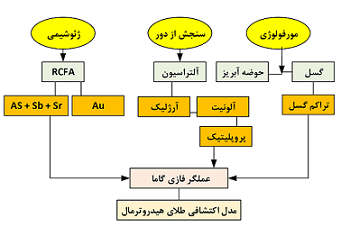 مورفولوژی
سنجش از دور
ژئوشیمی
گسل
حوضه آبریز
آلتراسیون
RCFA
تراکم گسل
آلونیت
آرژلیک
Au
AS + Sb + Sr
پروپلیتیک
عملگر فازی گاما
مدل اکتشافی طلای هیدروترمال